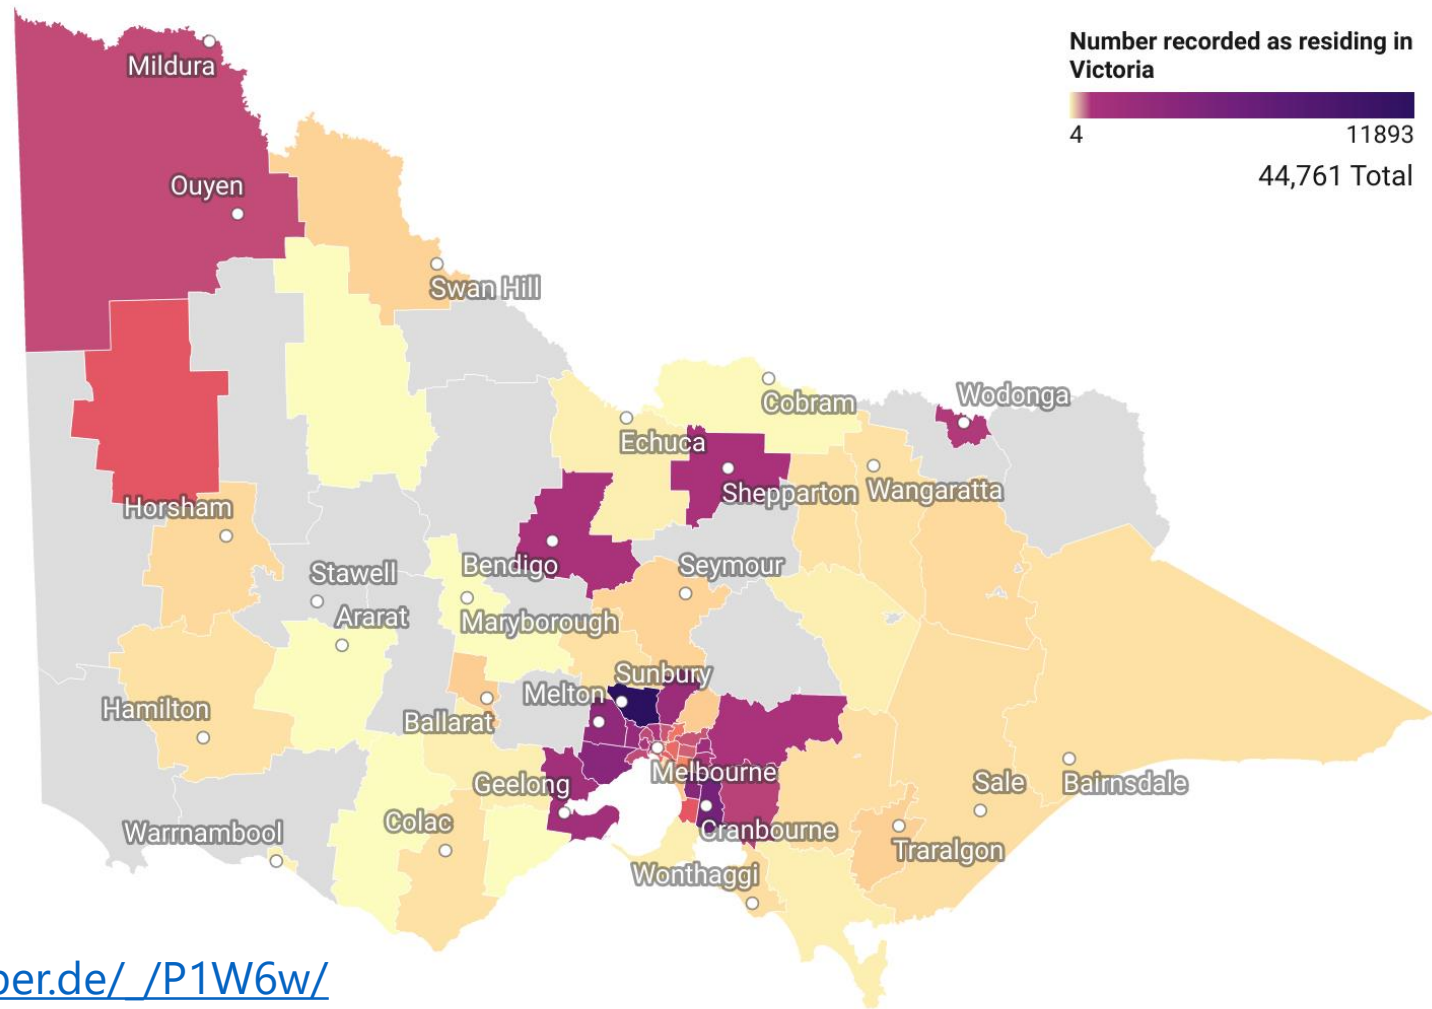 Number recorded as residing in
Victoria
4 11893
44,761 Total
Mildura
Ouyen
Swan Hill
Cobram
Wodonga
Echuca
Shepparton
Wangaratta
Horsham
Stawell
Bendigo
Seymour
Ararat
Maryborough
Sunbury
Melton
Hamilton
Ballarat
Melbourne
Geelong
Sale
Bairnsdale
Colac
Cranbourne
Warrnambool
Traralgon
Wonthaggi
per.de/_/P1W6w/